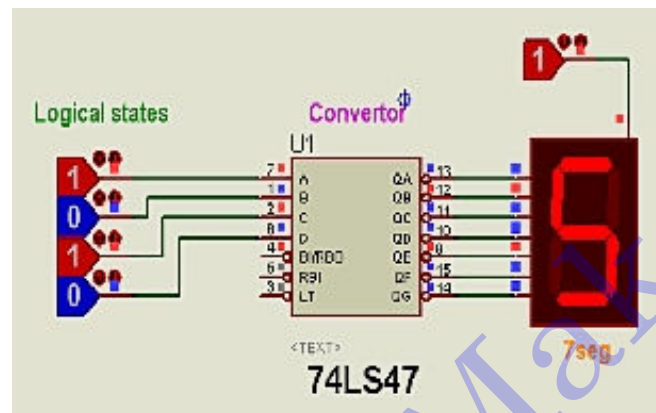 1
Logical states
Convertor
U1
1
0
1
0
7
1
2
6
4
5
3
A
B
C
D
BI/RBO
RBI
LT
QA
QB
QC
QD
QE
QF
QG
13
12
11
10
9
15
14
5
<TEXT>
74LS47
7seg